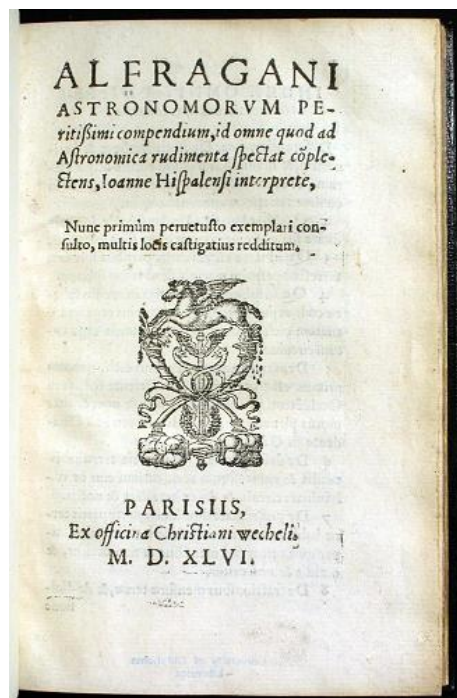 ALFRAGANI
ASTRONOMORVM PE-
ritißimi compendium, id omne quod ad
Astronomica rudimenta spectat cõple-
ctens, Ioanne Hispalensi interprete,
Nunc primùm peruetusto exemplari con-
sulto, multis locis castigatius redditum.
PARISIIS,
Ex officina Christiani wecheli.
M. D. XLVI.